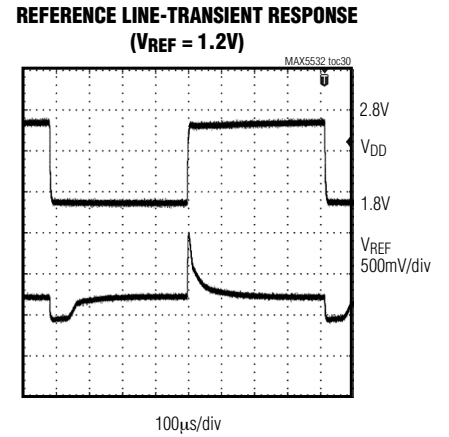 REFERENCE LINE-TRANSIENT RESPONSE
(VREF = 1.2V)
MAX5532 toc30
T
2.8V
VDD
1.8V
VREF
500mV/div
100µs/div